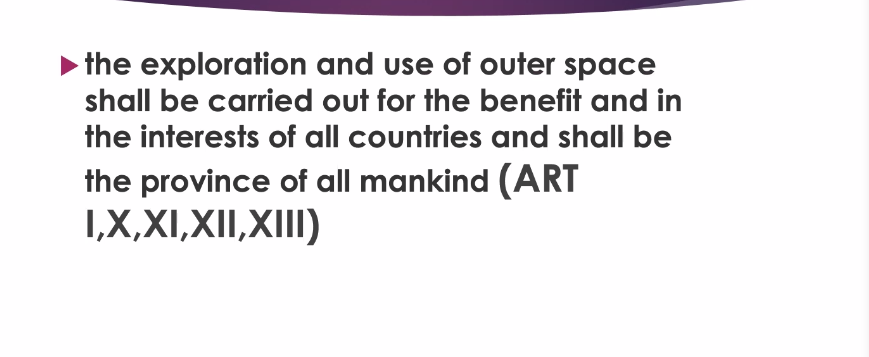 the exploration and use of outer space
shall be carried out for the benefit and in
the interests of all countries and shall be
the province of all mankind (ART
I,X,XI,XII,XIII)